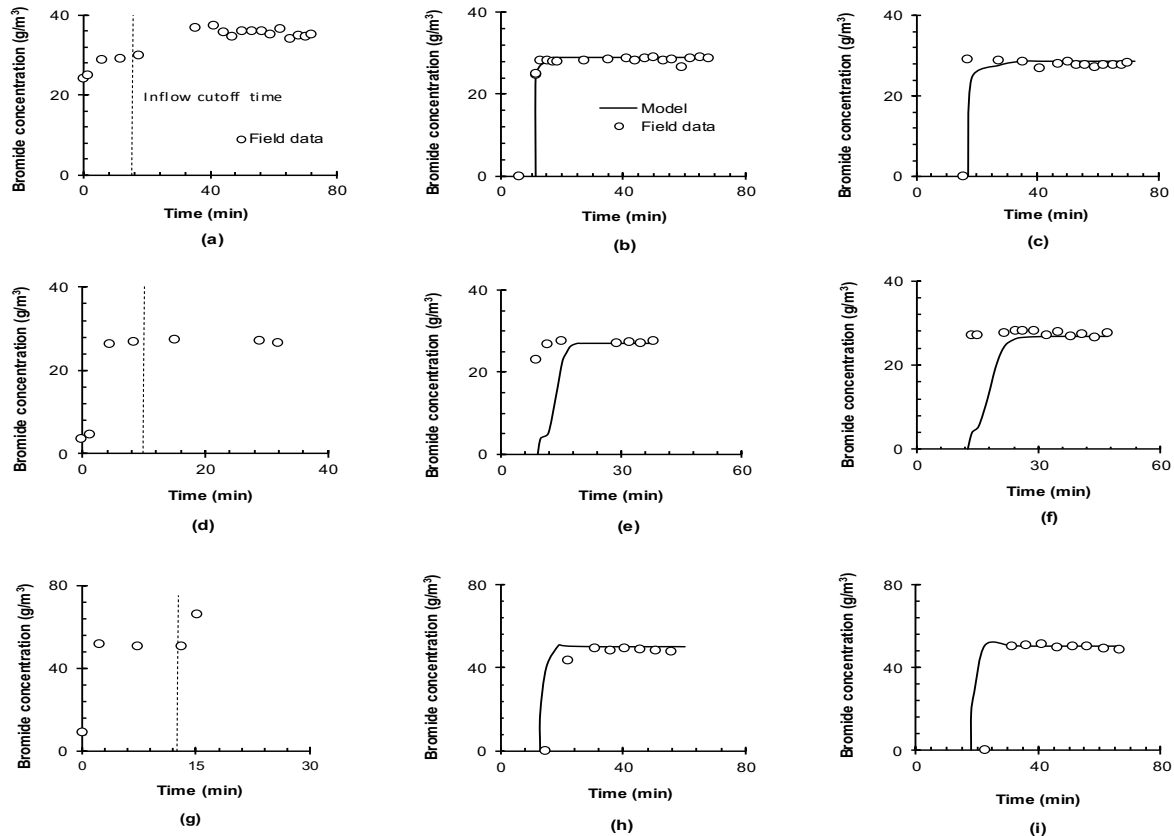 Bromide concentration (g/m³)
40
20
0
0 40 80
Inflow cutoff time
Field data
Time (min)
(a)
Bromide concentration (g/m³)
40
20
0
0 40 80
Model
Field data
Time (min)
(b)
Bromide concentration (g/m³)
40
20
0
0 40 80
Time (min)
(c)
Bromide concentration (g/m³)
40
20
0
0 20 40
Time (min)
(d)
Bromide concentration (g/m³)
40
20
0
0 30 60
Time (min)
(e)
Bromide concentration (g/m³)
40
20
0
0 30 60
Time (min)
(f)
Bromide concentration (g/m³)
80
40
0
0 15 30
Time (min)
(g)
Bromide concentration (g/m³)
80
40
0
0 40 80
Time (min)
(h)
Bromide concentration (g/m³)
80
40
0
0 40 80
Time (min)
(i)